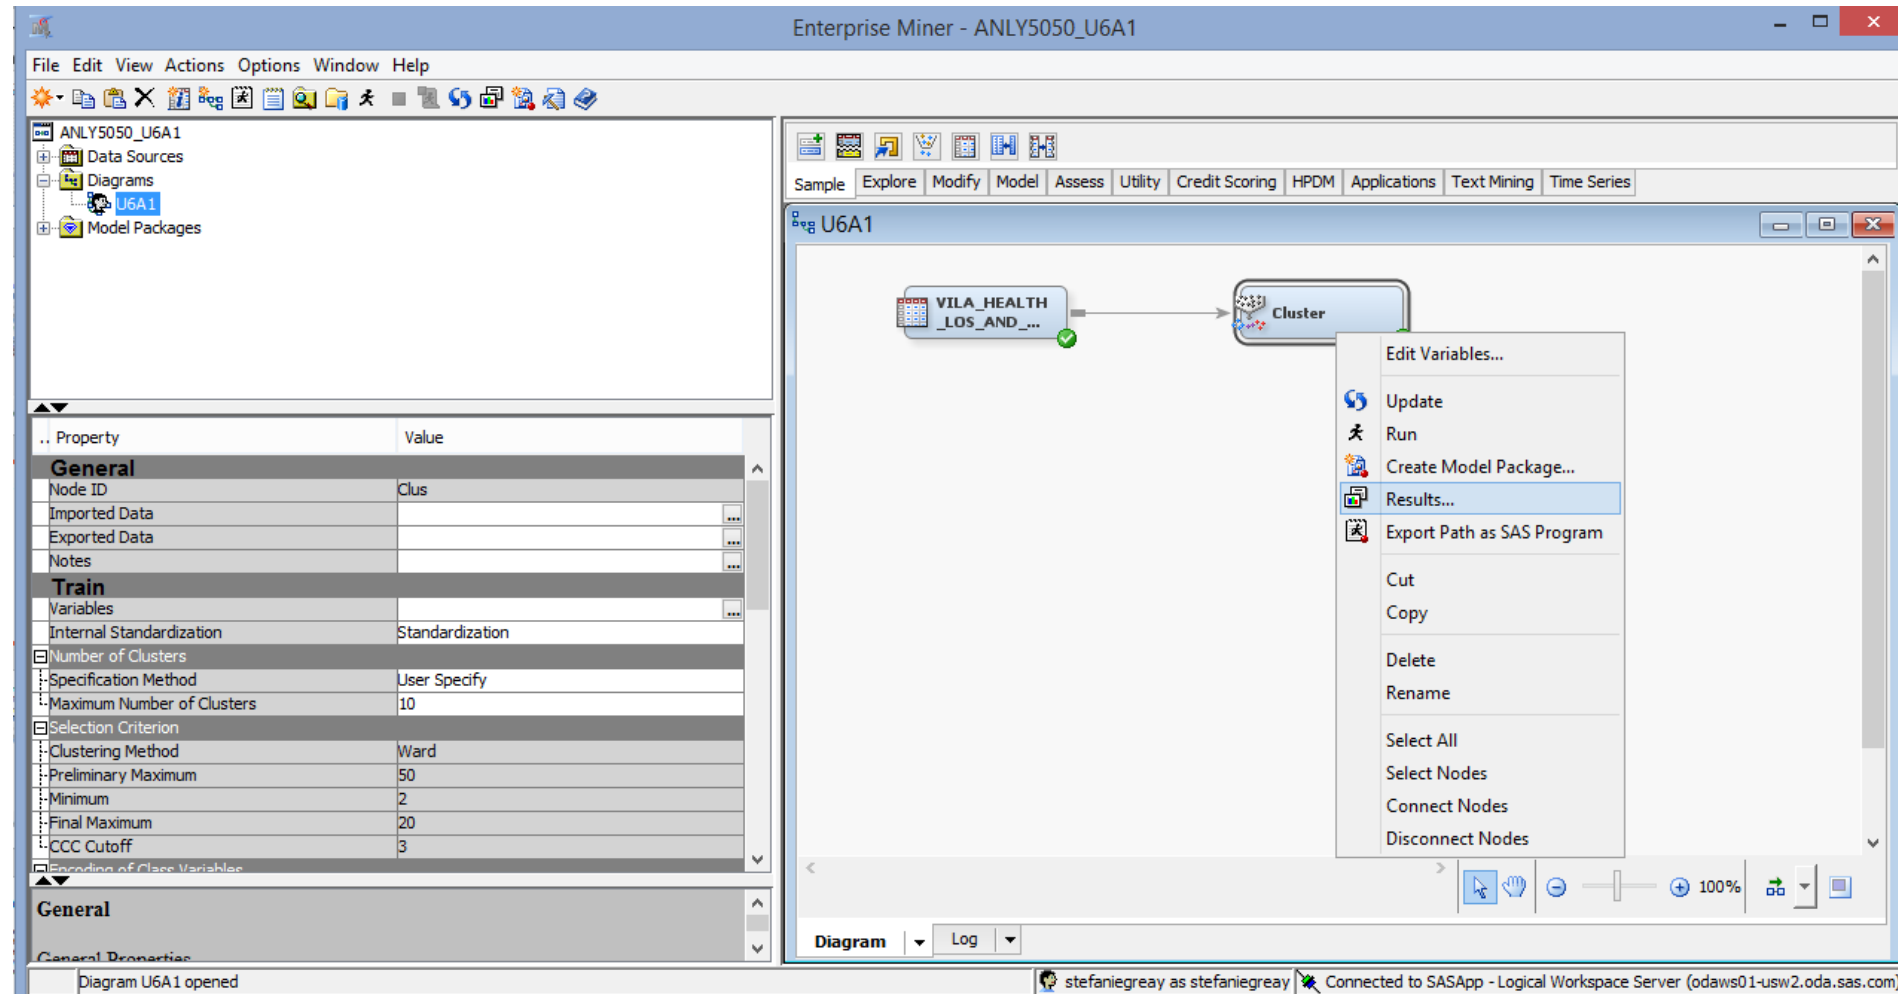 Enterprise Miner - ANLY5050_U6A1
File Edit View Actions Options Window Help
ANLY5050_U6A1
Data Sources
Diagrams
U6A1
Model Packages
.. Property Value
General
Node ID Clus
Imported Data ...
Exported Data ...
Notes ...
Train
Variables ...
Internal Standardization Standardization
Number of Clusters
Specification Method User Specify
Maximum Number of Clusters 10
Selection Criterion
Clustering Method Ward
Preliminary Maximum 50
Minimum 2
Final Maximum 20
CCC Cutoff 3
Encoding of Class Variables
General
General Properties
Sample Explore Modify Model Assess Utility Credit Scoring HPDM Applications Text Mining Time Series
U6A1
VILA_HEALTH
_LOS_AND_...
Cluster
Edit Variables...
Update
Run
Create Model Package...
Results...
Export Path as SAS Program
Cut
Copy
Delete
Rename
Select All
Select Nodes
Connect Nodes
Disconnect Nodes
100%
Diagram Log
Diagram U6A1 opened
stefaniegreay as stefaniegreay
Connected to SASApp - Logical Workspace Server (odaws01-usw2.oda.sas.com)